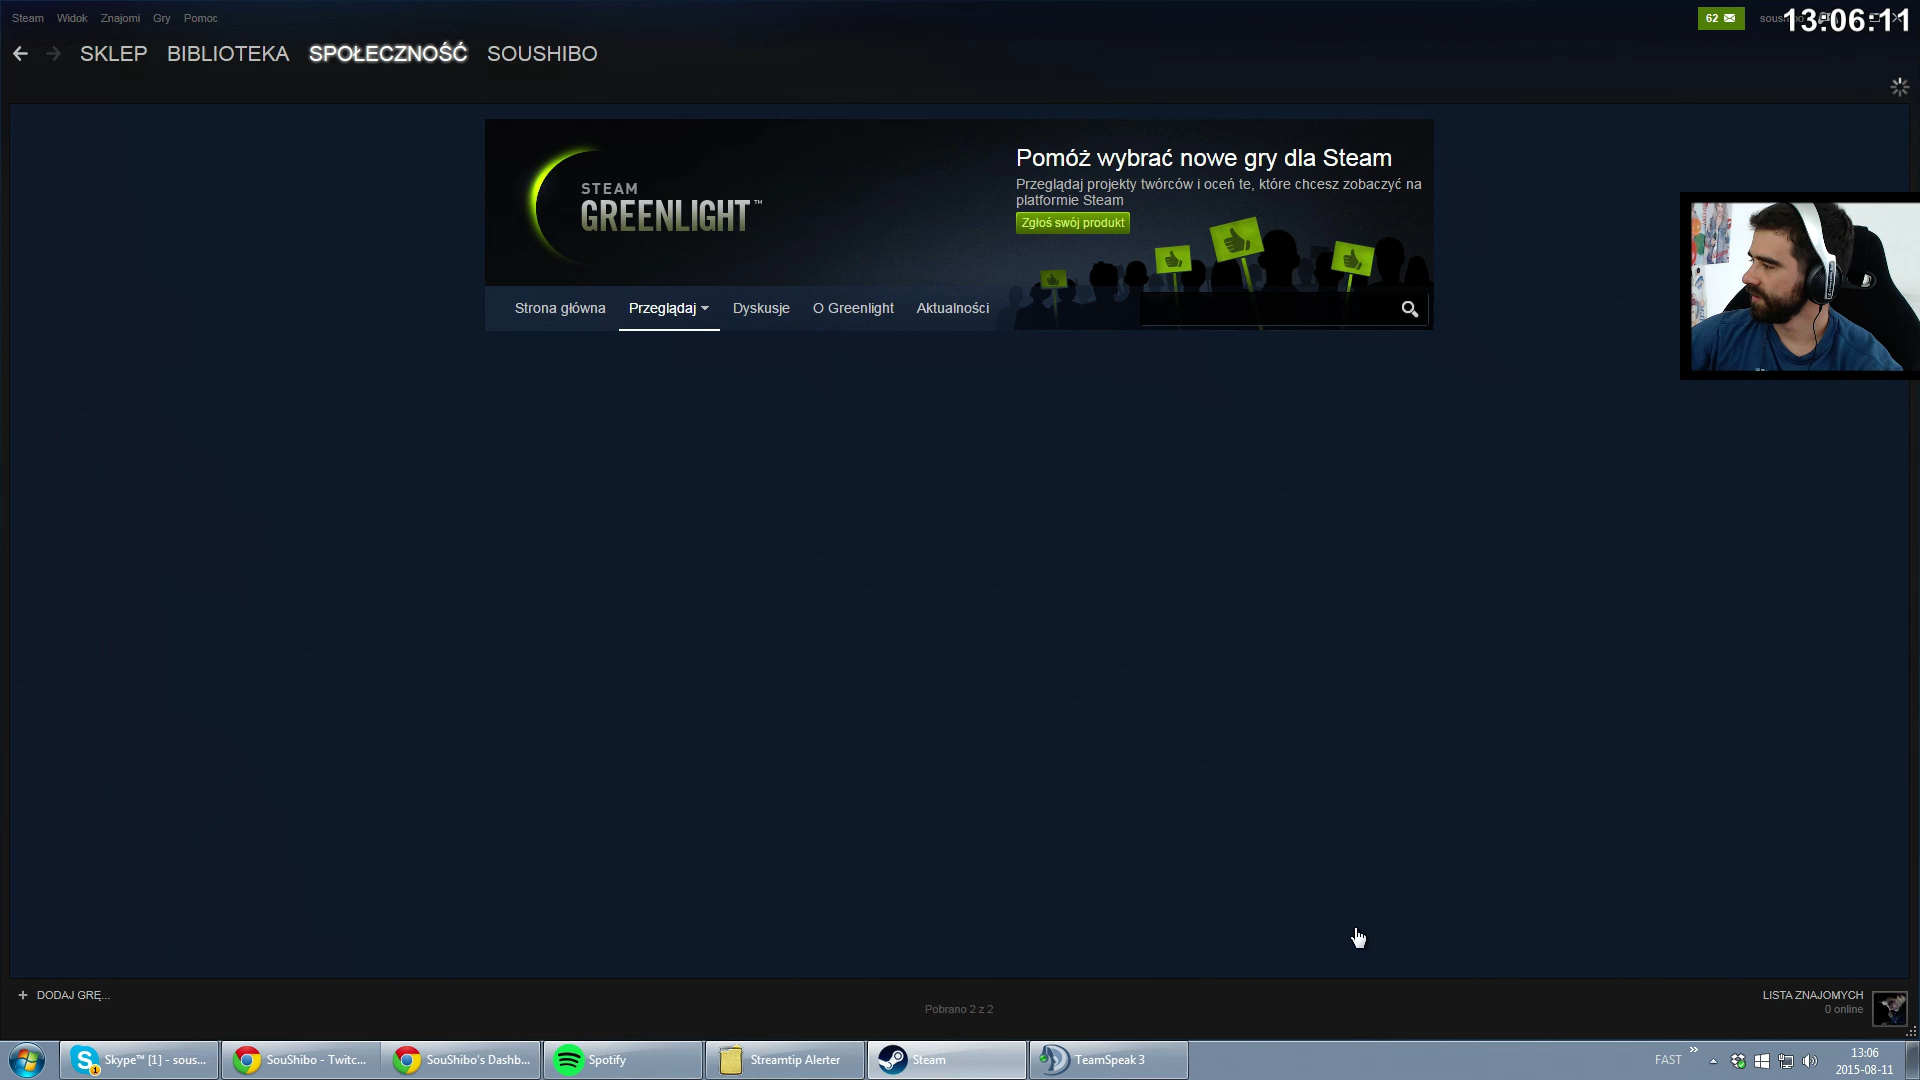 Steam Widok Znajomi Gry Pomoc
62
13:06:11
SKLEP BIBLIOTEKA SPOŁECZNOŚĆ SOUSHIBO
STEAM
GREENLIGHT™
Pomóż wybrać nowe gry dla Steam
Przeglądaj projekty twórców i oceń te, które chcesz zobaczyć na
platformie Steam
Zgłoś swój produkt
Strona główna Przeglądaj Dyskusje O Greenlight Aktualności
+ DODAJ GRĘ...
Pobrano 2 z 2
LISTA ZNAJOMYCH
0 online
Skype™ [1] - sous...
SouShibo - Twitc...
SouShibo's Dashb...
Spotify
Streamtip Alerter
Steam
TeamSpeak 3
FAST
13:06
2015-08-11